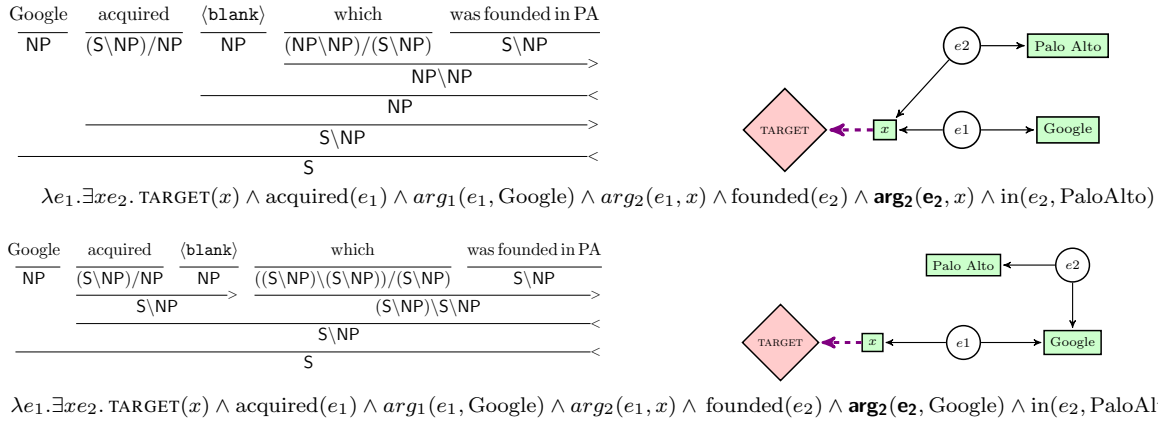 Google acquired ⟨blank⟩ which was founded in PA
NP (S\NP)/NP NP (NP\NP)/(S\NP) S\NP
>
NP\NP
<
NP
>
S\NP
<
S
e2 Palo Alto
TARGET x e1 Google
λe₁.∃xe₂. TARGET(x) ∧ acquired(e₁) ∧ arg₁(e₁, Google) ∧ arg₂(e₁, x) ∧ founded(e₂) ∧ arg₂(e₂, x) ∧ in(e₂, PaloAlto)
Google acquired ⟨blank⟩ which was founded in PA
NP (S\NP)/NP NP ((S\NP)\(S\NP))/(S\NP) S\NP
> >
S\NP (S\NP)\S\NP
<
S\NP
<
S
Palo Alto e2
TARGET x e1 Google
λe₁.∃xe₂. TARGET(x) ∧ acquired(e₁) ∧ arg₁(e₁, Google) ∧ arg₂(e₁, x) ∧ founded(e₂) ∧ arg₂(e₂, Google) ∧ in(e₂, PaloAl